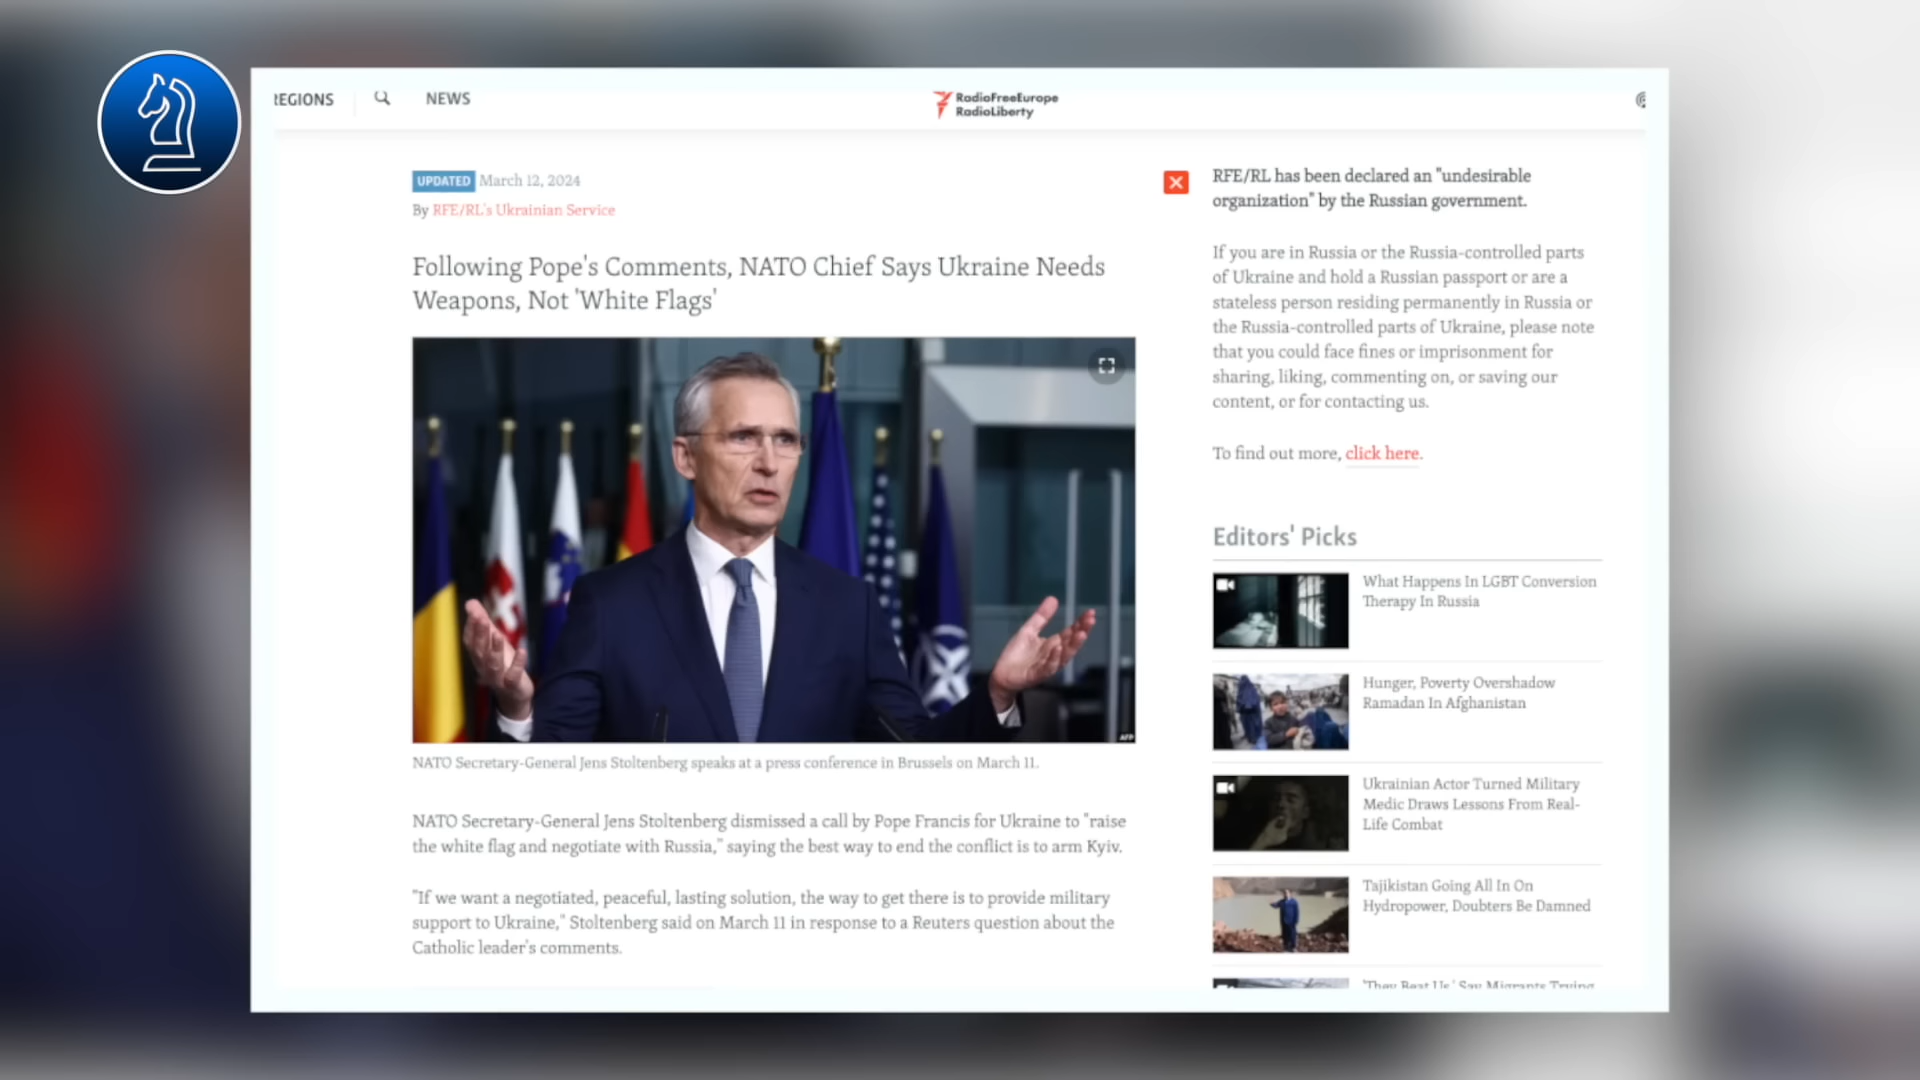 REGIONS
NEWS
RadioFreeEurope
RadioLiberty
UPDATED March 12, 2024
By RFE/RL's Ukrainian Service
Following Pope's Comments, NATO Chief Says Ukraine Needs
Weapons, Not 'White Flags'
AFP
NATO Secretary-General Jens Stoltenberg speaks at a press conference in Brussels on March 11.
NATO Secretary-General Jens Stoltenberg dismissed a call by Pope Francis for Ukraine to "raise
the white flag and negotiate with Russia," saying the best way to end the conflict is to arm Kyiv.
"If we want a negotiated, peaceful, lasting solution, the way to get there is to provide military
support to Ukraine," Stoltenberg said on March 11 in response to a Reuters question about the
Catholic leader's comments.
RFE/RL has been declared an "undesirable
organization" by the Russian government.
If you are in Russia or the Russia-controlled parts
of Ukraine and hold a Russian passport or are a
stateless person residing permanently in Russia or
the Russia-controlled parts of Ukraine, please note
that you could face fines or imprisonment for
sharing, liking, commenting on, or saving our
content, or for contacting us.
To find out more, click here.
Editors' Picks
What Happens In LGBT Conversion
Therapy In Russia
Hunger, Poverty Overshadow
Ramadan In Afghanistan
Ukrainian Actor Turned Military
Medic Draws Lessons From Real-
Life Combat
Tajikistan Going All In On
Hydropower, Doubters Be Damned
'They Beat Us,' Say Migrants Trying